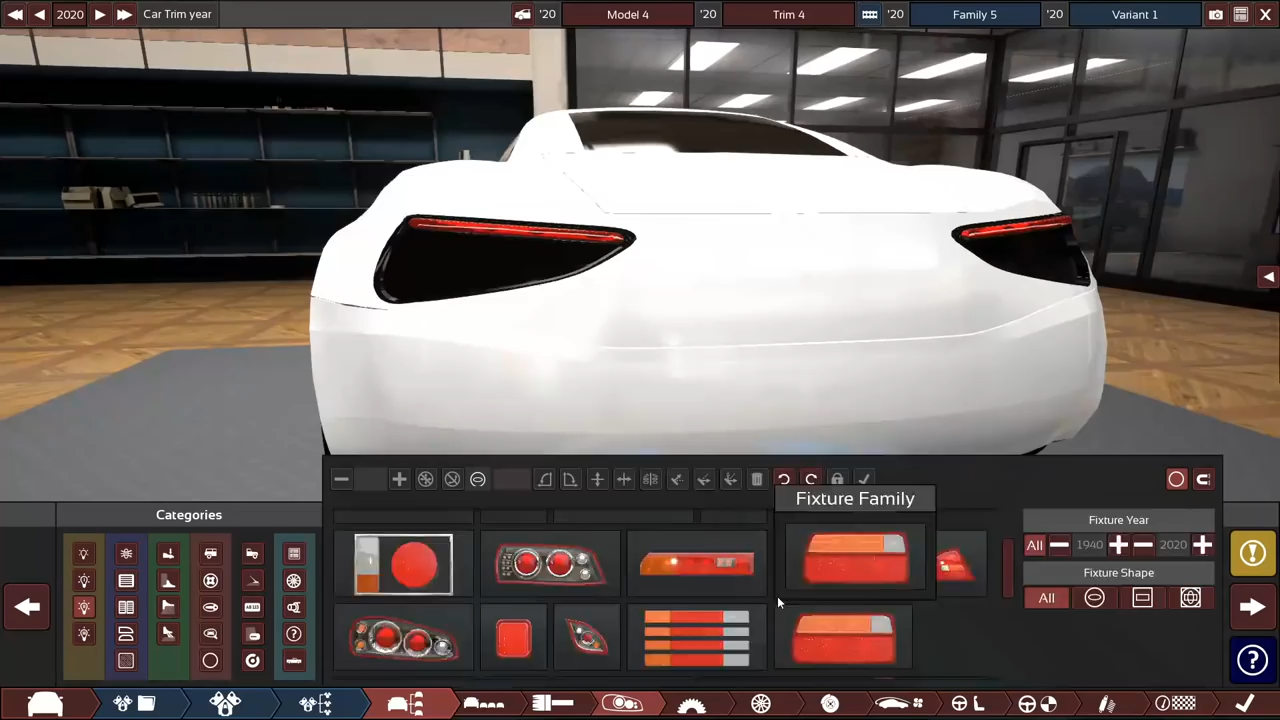 2020 Car Trim year '20 Model 4 '20 Trim 4 '20 Family 5 '20 Variant 1
Categories
Fixture Family
Fixture Year
All 1940 2020
Fixture Shape
All